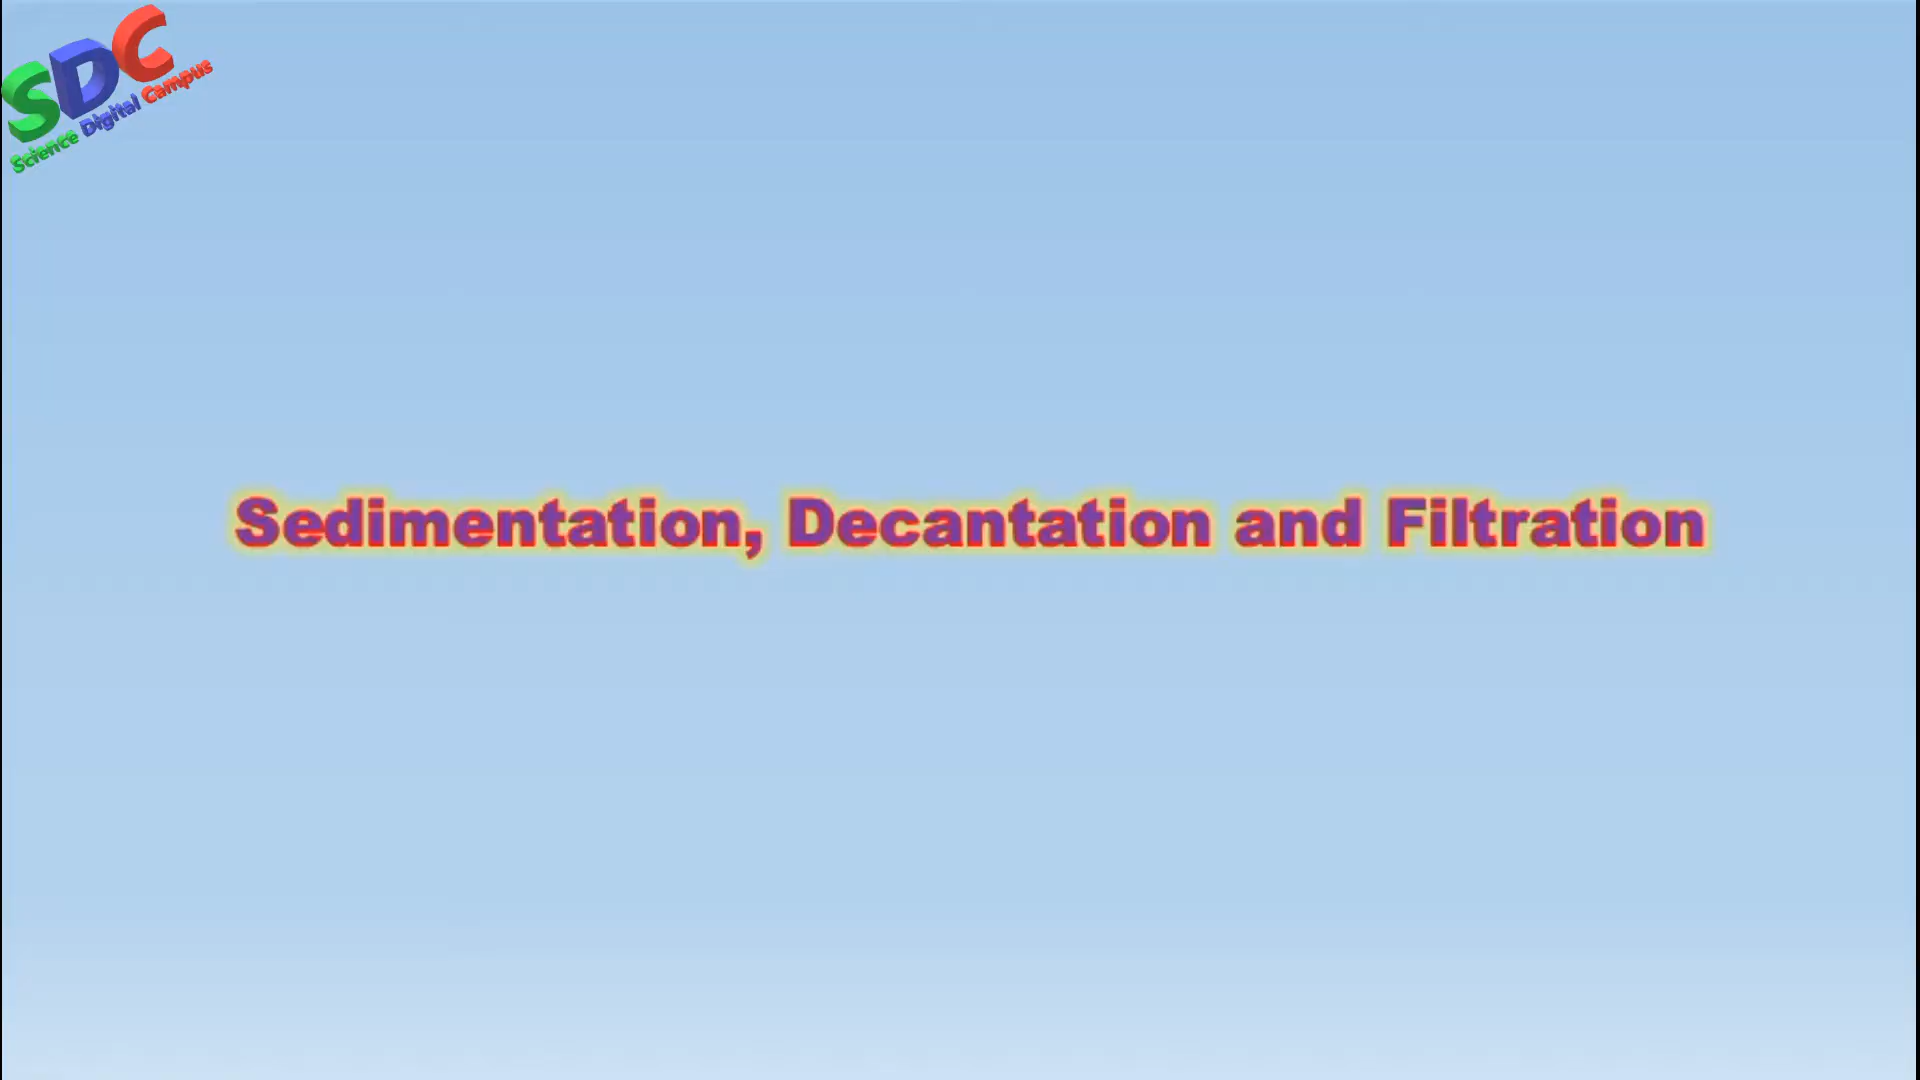 SDC
Science Digital Campus
Sedimentation, Decantation and Filtration